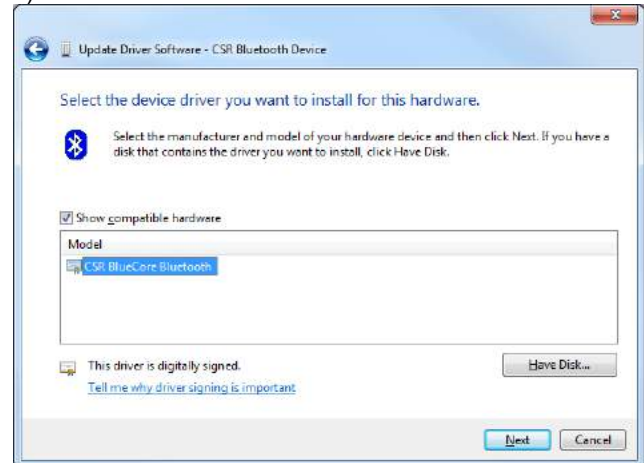 Update Driver Software - CSR Bluetooth Device
Select the device driver you want to install for this hardware.
Select the manufacturer and model of your hardware device and then click Next. If you have a
disk that contains the driver you want to install, click Have Disk.
Show compatible hardware
Model
CSR BlueCore Bluetooth
This driver is digitally signed.
Have Disk...
Tell me why driver signing is important
Next
Cancel